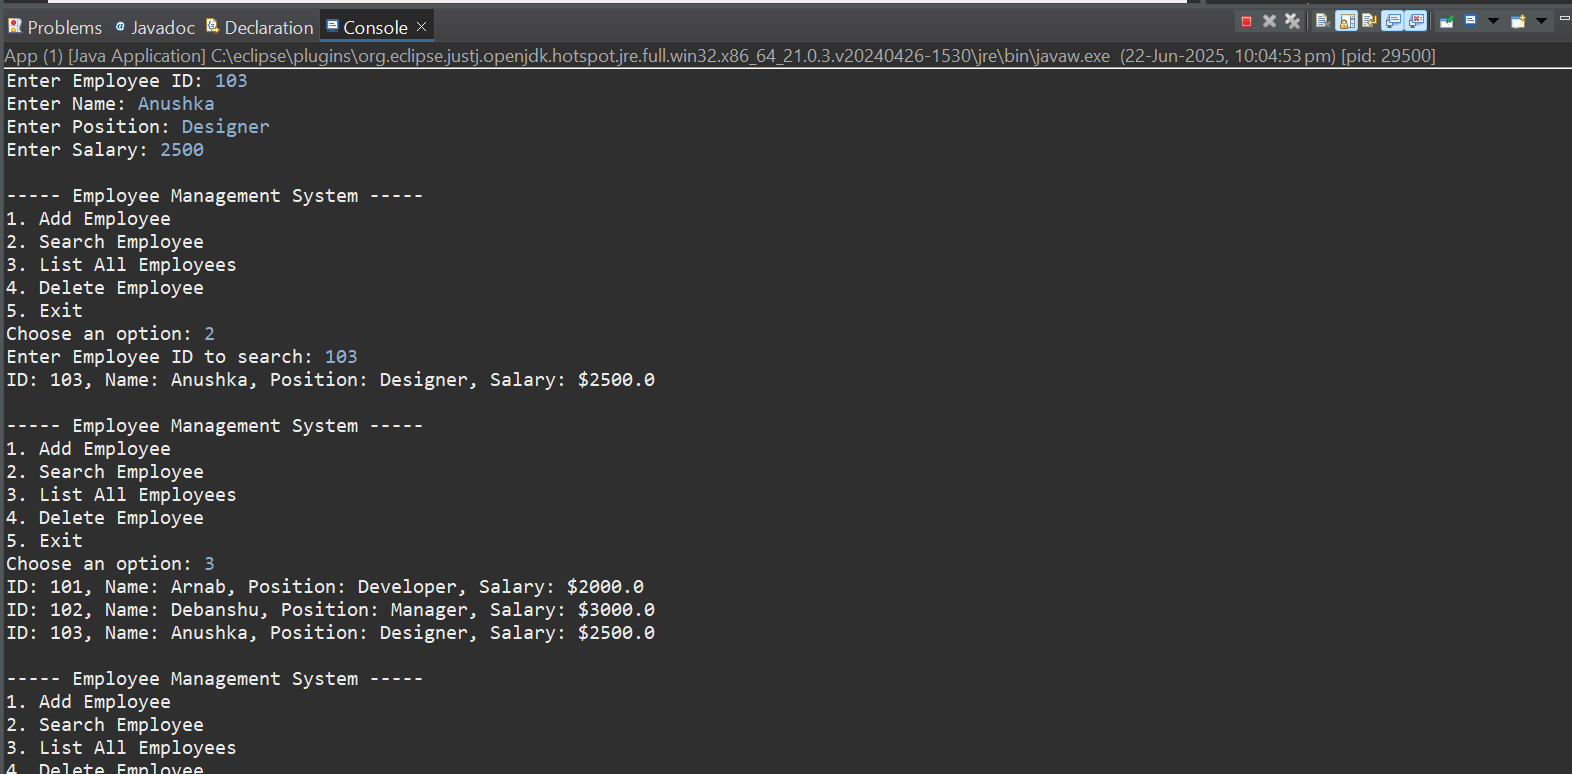 Problems Javadoc Declaration Console
App (1) [Java Application] C:\eclipse\plugins\org.eclipse.justj.openjdk.hotspot.jre.full.win32.x86_64_21.0.3.v20240426-1530\jre\bin\javaw.exe (22-Jun-2025, 10:04:53 pm) [pid: 29500]
Enter Employee ID: 103
Enter Name: Anushka
Enter Position: Designer
Enter Salary: 2500
----- Employee Management System -----
1. Add Employee
2. Search Employee
3. List All Employees
4. Delete Employee
5. Exit
Choose an option: 2
Enter Employee ID to search: 103
ID: 103, Name: Anushka, Position: Designer, Salary: $2500.0
----- Employee Management System -----
1. Add Employee
2. Search Employee
3. List All Employees
4. Delete Employee
5. Exit
Choose an option: 3
ID: 101, Name: Arnab, Position: Developer, Salary: $2000.0
ID: 102, Name: Debanshu, Position: Manager, Salary: $3000.0
ID: 103, Name: Anushka, Position: Designer, Salary: $2500.0
----- Employee Management System -----
1. Add Employee
2. Search Employee
3. List All Employees
4. Delete Employee